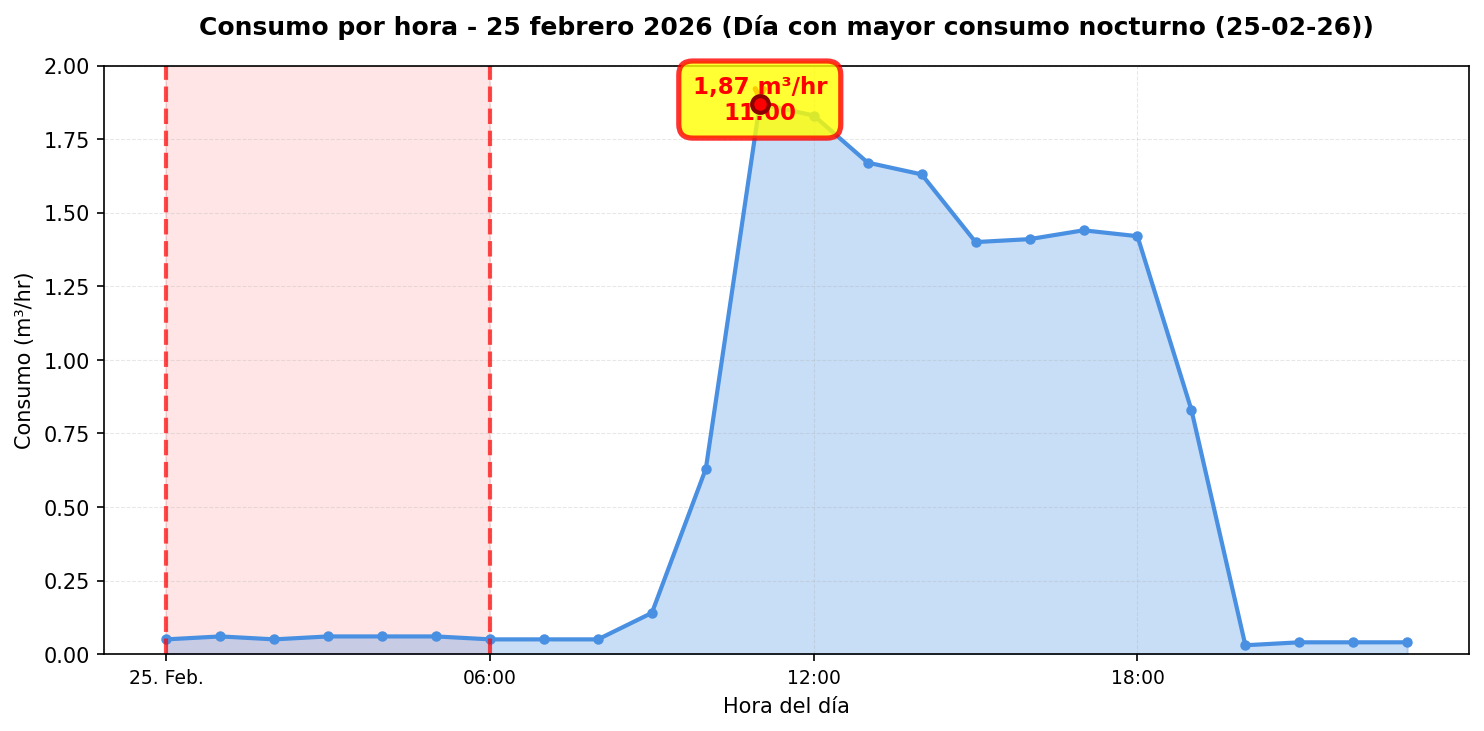 Consumo por hora - 25 febrero 2026 (Día con mayor consumo nocturno (25-02-26))
2.00
1,87 m³/hr
11:00
1.75
1.50
1.25
1.00
0.75
0.50
0.25
0.00
Consumo (m³/hr)
25. Feb.
06:00
12:00
18:00
Hora del día